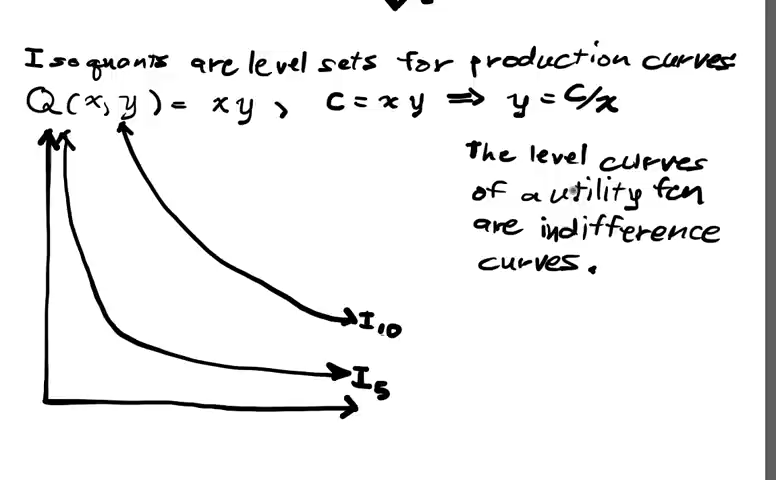 Isoquants are level sets for production curves
Q(x, y) = xy, c = xy ⟹ y = c/x
The level curves
of a utility fcn
are indifference
curves.
I₁₀
I₅